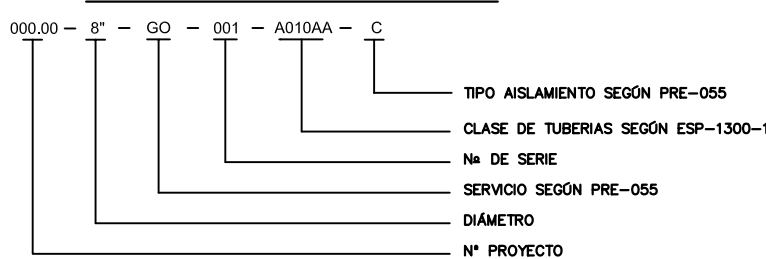 000.00 – 8" – GO – 001 – A010AA – C
TIPO AISLAMIENTO SEGÚN PRE–055
CLASE DE TUBERIAS SEGÚN ESP–1300–1
Nº DE SERIE
SERVICIO SEGÚN PRE–055
DIÁMETRO
Nº PROYECTO